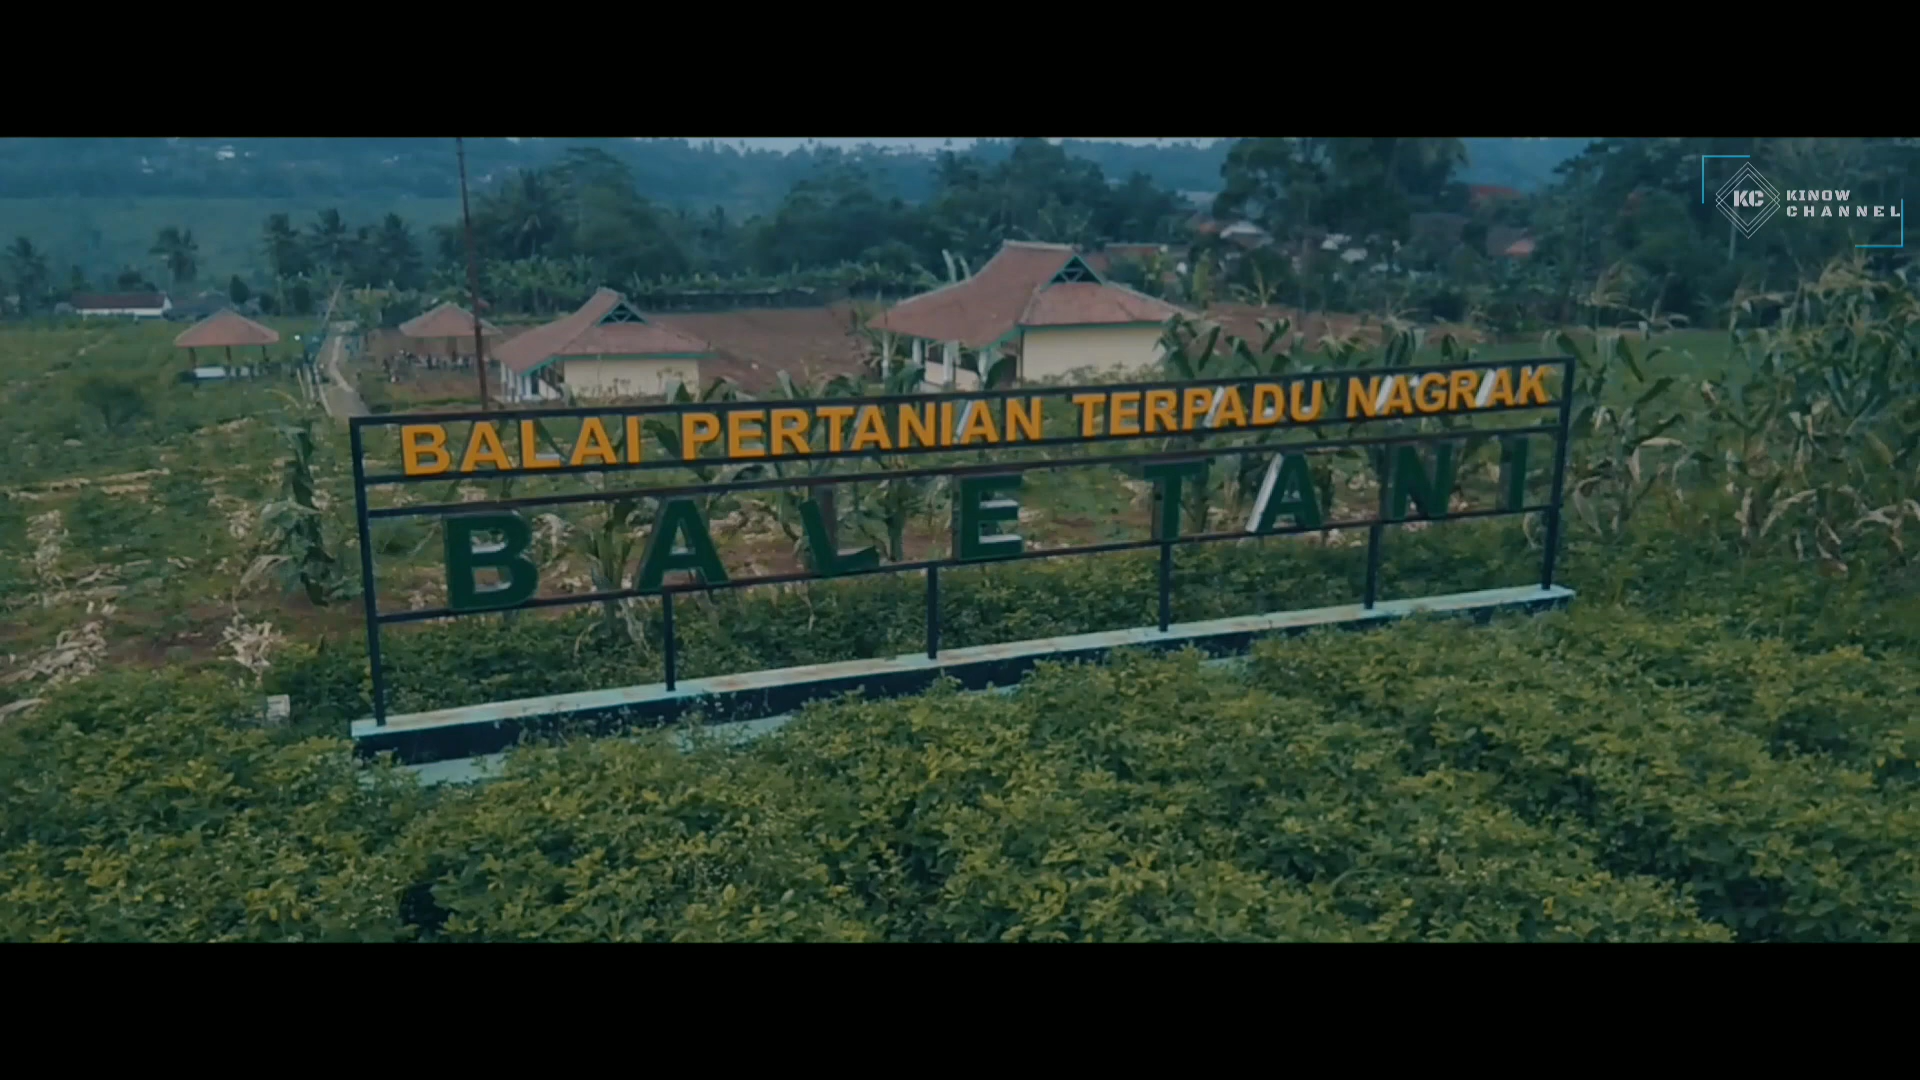 KC
KINOW
CHANNEL
BALAI PERTANIAN TERPADU NAGRAK
BALE TANI